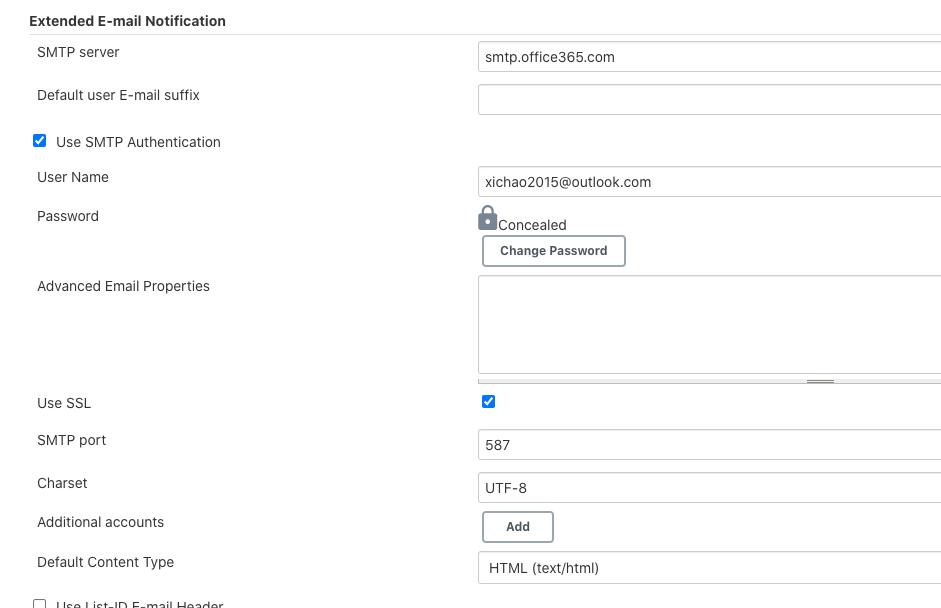 Extended E-mail Notification
SMTP server
smtp.office365.com
Default user E-mail suffix
Use SMTP Authentication
User Name
xichao2015@outlook.com
Password
Concealed
Change Password
Advanced Email Properties
Use SSL
SMTP port
587
Charset
UTF-8
Additional accounts
Add
Default Content Type
HTML (text/html)
Use List-ID E-mail Header